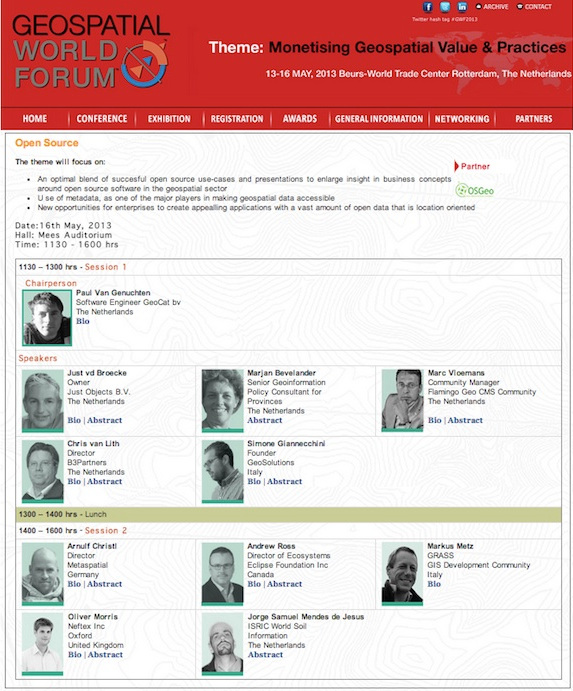 ARCHIVE
CONTACT
Twitter hash tag #GWF2013
GEOSPATIAL
WORLD
FORUM
Theme: Monetising Geospatial Value & Practices
13-16 MAY, 2013 Beurs-World Trade Center Rotterdam, The Netherlands
HOME
CONFERENCE
EXHIBITION
REGISTRATION
AWARDS
GENERAL INFORMATION
NETWORKING
PARTNERS
Open Source
The theme will focus on:
• An optimal blend of succesful open source use-cases and presentations to enlarge insight in business concepts
around open source software in the geospatial sector
• U se of metadata, as one of the major players in making geospatial data accessible
• New opportunities for enterprises to create appealling applications with a vast amount of open data that is location oriented
Partner
OSGeo
Date:16th May, 2013
Hall: Mees Auditorium
Time: 1130 - 1600 hrs
1130 – 1300 hrs - Session 1
Chairperson
Paul Van Genuchten
Software Engineer GeoCat bv
The Netherlands
Bio
Speakers
Just vd Broecke
Owner
Just Objects B.V.
The Netherlands
Bio | Abstract
Marjan Bevelander
Senior Geoinformation
Policy Consultant for
Provinces
The Netherlands
Abstract
Marc Vloemans
Community Manager
Flamingo Geo CMS Community
The Netherlands
Bio | Abstract
Chris van Lith
Director
B3Partners
The Netherlands
Bio | Abstract
Simone Giannecchini
Founder
GeoSolutions
Italy
Bio | Abstract
1300 – 1400 hrs - Lunch
1400 – 1600 hrs - Session 2
Arnulf Christl
Director
Metaspatial
Germany
Bio | Abstract
Andrew Ross
Director of Ecosystems
Eclipse Foundation Inc
Canada
Bio | Abstract
Markus Metz
GRASS
GIS Development Community
Italy
Bio
Oliver Morris
Neftex Inc
Oxford
United Kingdom
Bio | Abstract
Jorge Samuel Mendes de Jesus
ISRIC World Soil
Information
The Netherlands
Abstract